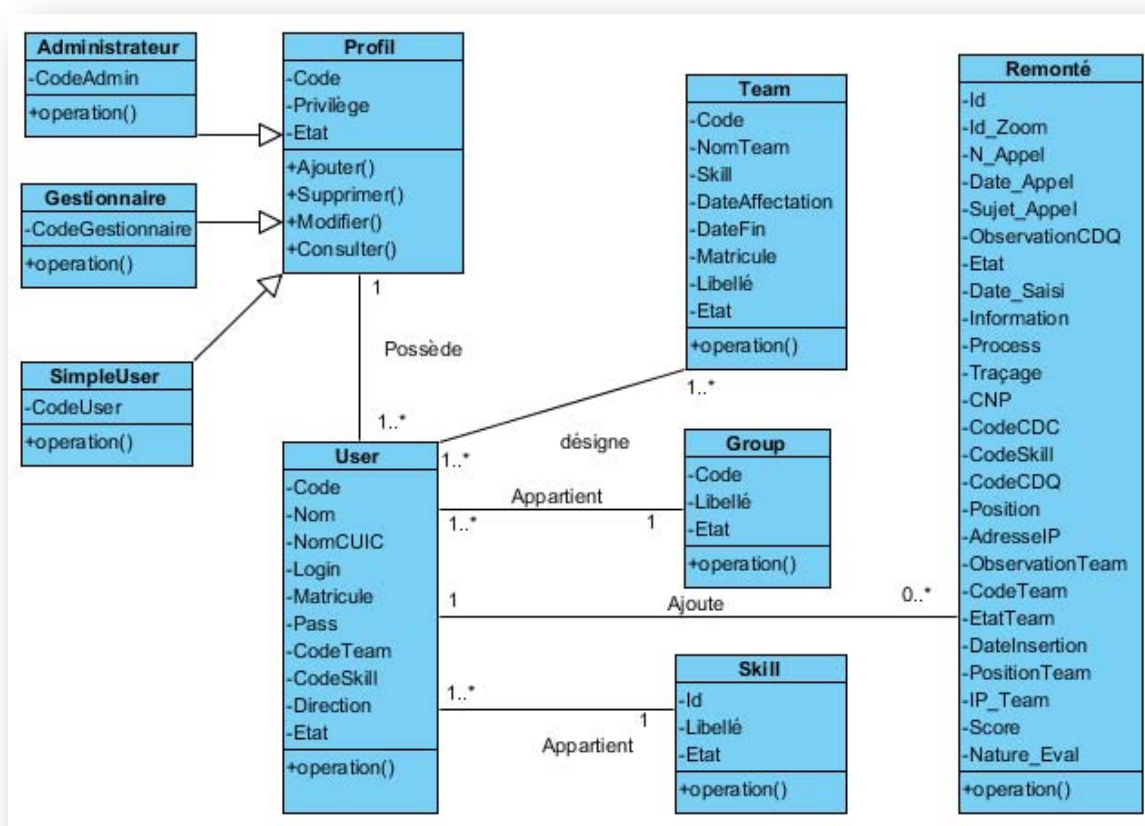 Administrateur
-CodeAdmin
+operation()
Gestionnaire
-CodeGestionnaire
+operation()
SimpleUser
-CodeUser
+operation()
Profil
-Code
-Privilège
-Etat
+Ajouter()
+Supprimer()
+Modifier()
+Consulter()
1
Possède
1..*
User
-Code
-Nom
-NomCUIC
-Login
-Matricule
-Pass
-CodeTeam
-CodeSkill
-Direction
-Etat
+operation()
Team
-Code
-NomTeam
-Skill
-DateAffectation
-DateFin
-Matricule
-Libellé
-Etat
+operation()
1..*
désigne
1..*
Group
-Code
-Libellé
-Etat
+operation()
Appartient
1..*
1
1
Ajoute
0..*
Skill
-Id
-Libellé
-Etat
+operation()
1..*
1
Appartient
Remonté
-Id
-Id_Zoom
-N_Appel
-Date_Appel
-Sujet_Appel
-ObservationCDQ
-Etat
-Date_Saisi
-Information
-Process
-Traçage
-CNP
-CodeCDC
-CodeSkill
-CodeCDQ
-Position
-AdresseIP
-ObservationTeam
-CodeTeam
-EtatTeam
-DateInsertion
-PositionTeam
-IP_Team
-Score
-Nature_Eval
+operation()